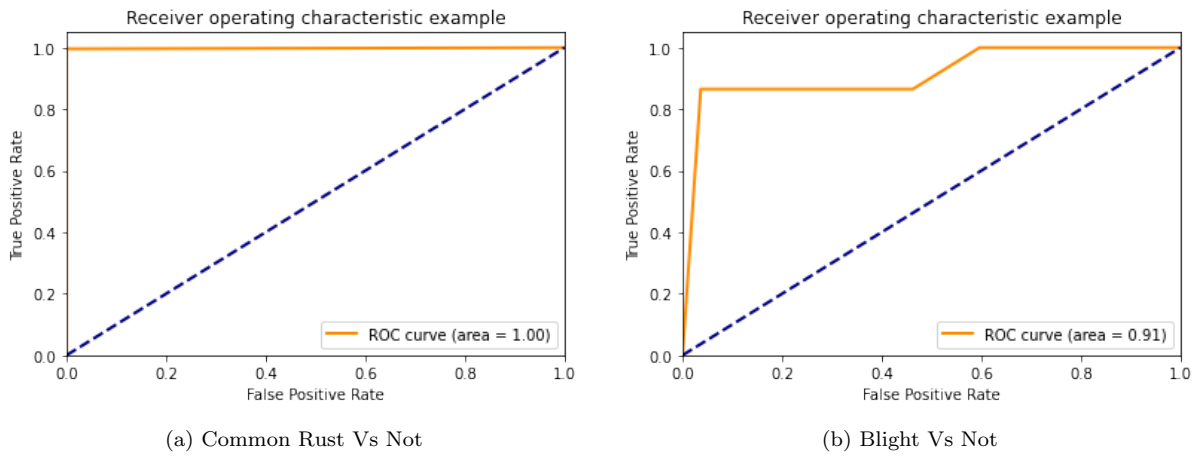 Receiver operating characteristic example
1.0
0.8
0.6
0.4
0.2
0.0
True Positive Rate
ROC curve (area = 1.00)
0.0 0.2 0.4 0.6 0.8 1.0
False Positive Rate
(a) Common Rust Vs Not
Receiver operating characteristic example
1.0
0.8
0.6
0.4
0.2
0.0
True Positive Rate
ROC curve (area = 0.91)
0.0 0.2 0.4 0.6 0.8 1.0
False Positive Rate
(b) Blight Vs Not